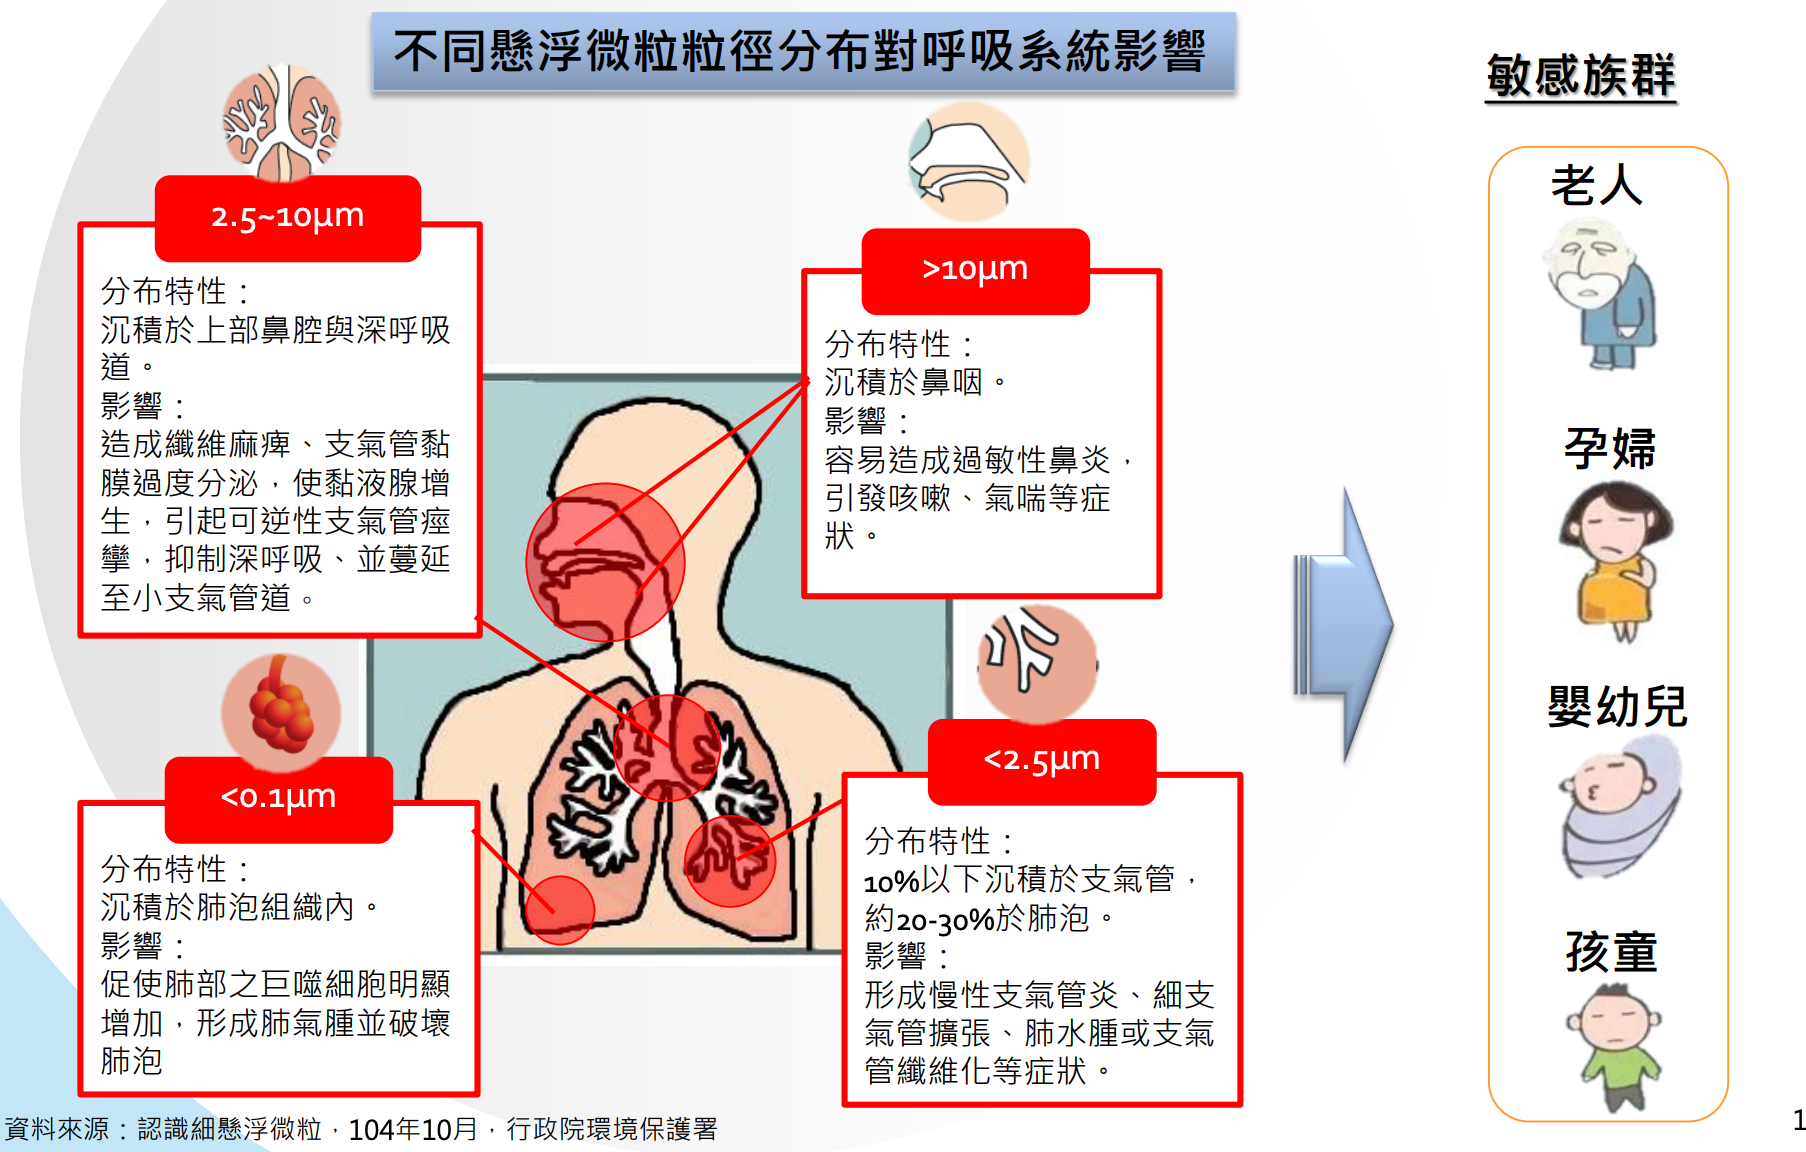 不同懸浮微粒粒徑分布對呼吸系統影響
2.5~10μm
分布特性：
沉積於上部鼻腔與深呼吸
道。
影響：
造成纖維麻痺、支氣管黏
膜過度分泌，使黏液腺增
生，引起可逆性支氣管痙
攣，抑制深呼吸、並蔓延
至小支氣管道。
>10μm
分布特性：
沉積於鼻咽。
影響：
容易造成過敏性鼻炎，
引發咳嗽、氣喘等症
狀。
<0.1μm
分布特性：
沉積於肺泡組織內。
影響：
促使肺部之巨噬細胞明顯
增加，形成肺氣腫並破壞
肺泡
<2.5μm
分布特性：
10%以下沉積於支氣管，
約20-30%於肺泡。
影響：
形成慢性支氣管炎、細支
氣管擴張、肺水腫或支氣
管纖維化等症狀。
敏感族群
老人
孕婦
嬰幼兒
孩童
資料來源：認識細懸浮微粒，104年10月，行政院環境保護署
1